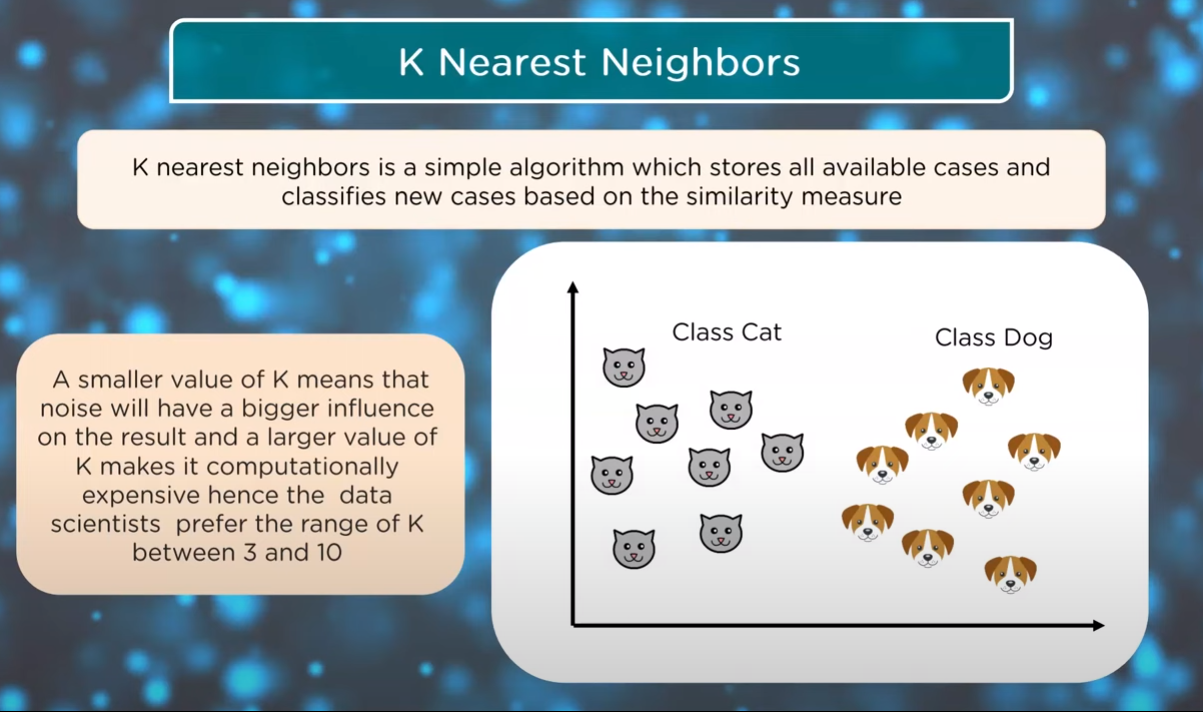 K Nearest Neighbors
K nearest neighbors is a simple algorithm which stores all available cases and
classifies new cases based on the similarity measure
A smaller value of K means that
noise will have a bigger influence
on the result and a larger value of
K makes it computationally
expensive hence the  data
scientists  prefer the range of K
between 3 and 10
Class Cat
Class Dog